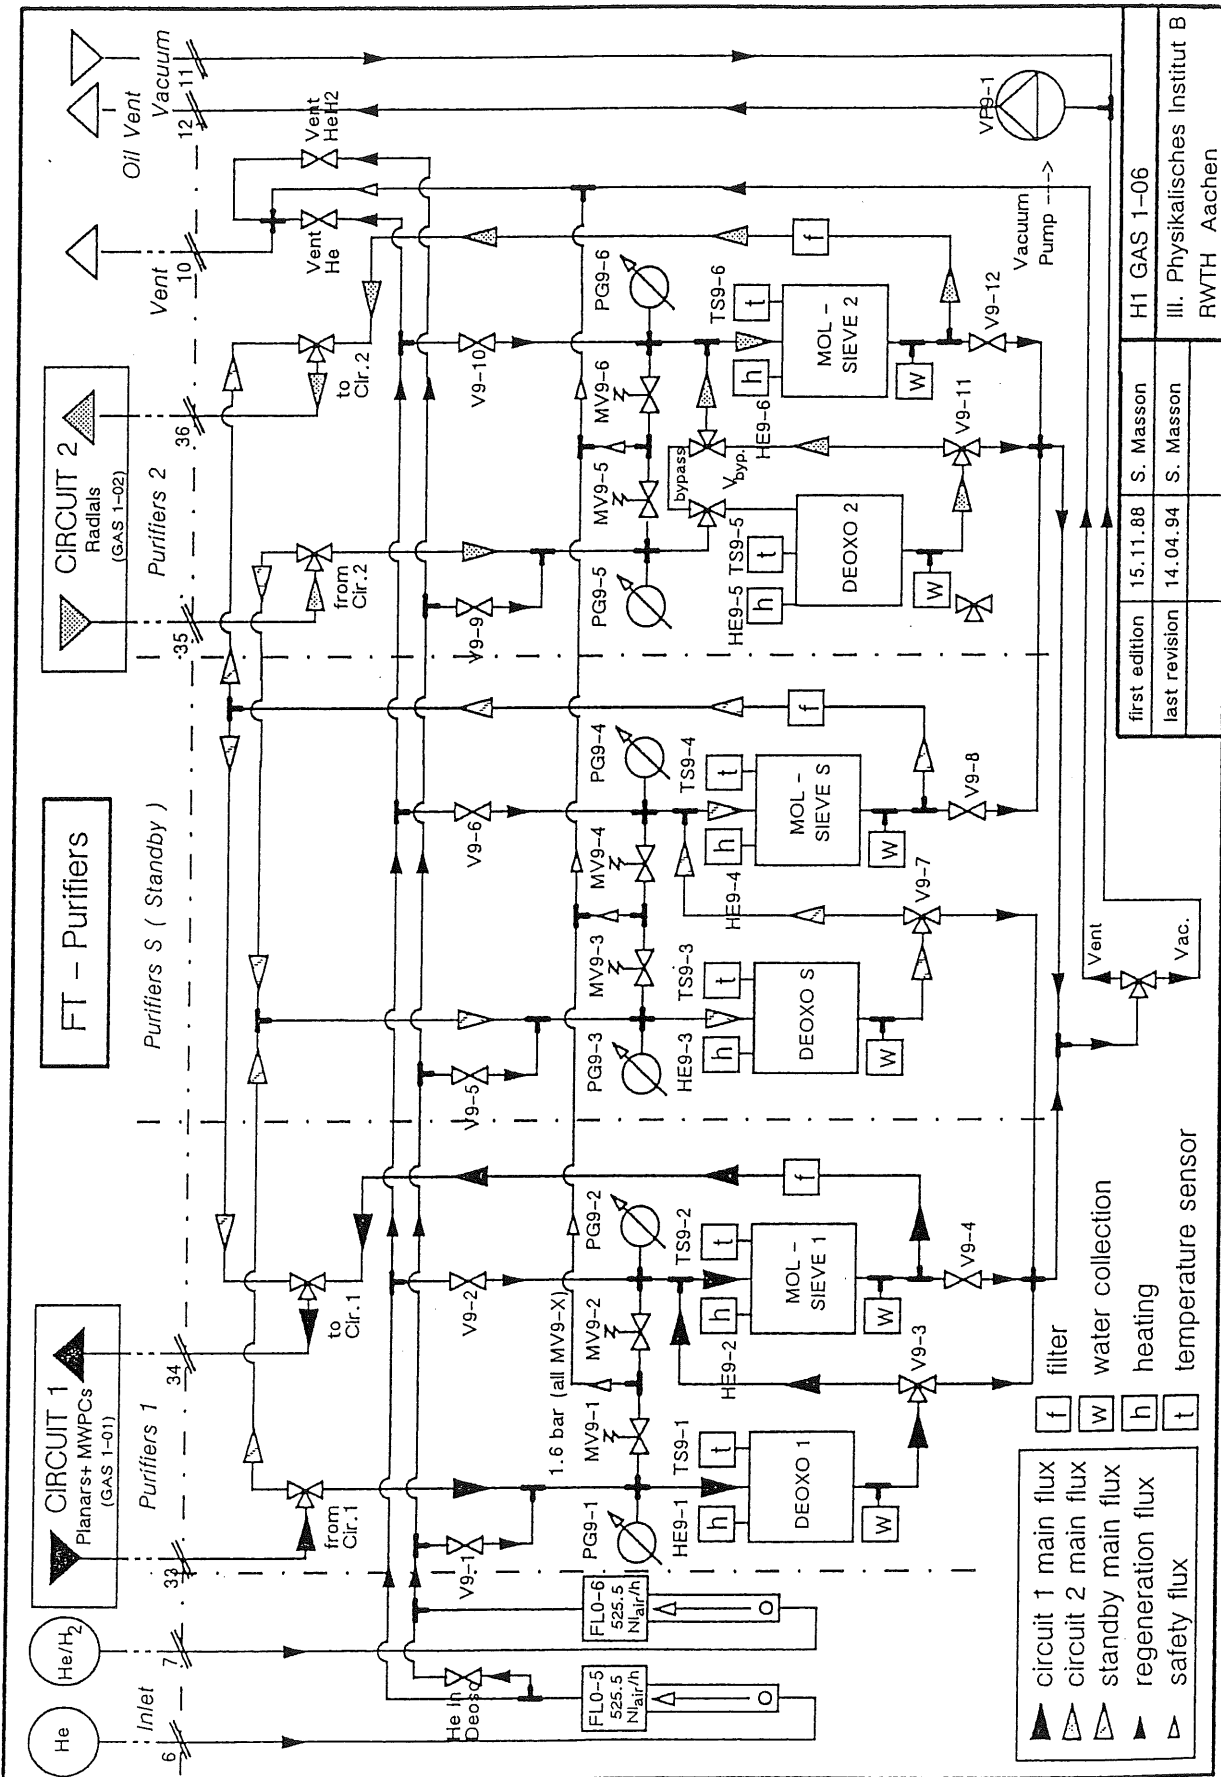 FT - Purifiers
He
He/H2
Inlet
6
7
CIRCUIT 1
Planars+ MWPCs
(GAS 1-01)
Purifiers 1
33
34
Purifiers S ( Standby )
CIRCUIT 2
Radials
(GAS 1-02)
Purifiers 2
35
36
Vent
10
Oil Vent
12
Vacuum
11
from
Cir.1
to
Cir.1
from
Cir.2
to
Cir.2
Vent
He
Vent
HeH2
He in
Deoso
V9-1
V9-2
V9-5
V9-6
V9-9
V9-10
FL0-5
525.5
Nlair/h
FL0-6
525.5
Nlair/h
1.6 bar (all MV9-X)
PG9-1
MV9-1
MV9-2
PG9-2
PG9-3
MV9-3
MV9-4
PG9-4
PG9-5
MV9-5
MV9-6
PG9-6
HE9-1
TS9-1
h
t
DEOXO 1
w
HE9-2
TS9-2
h
t
MOL-
SIEVE 1
w
V9-3
V9-4
f
HE9-3
TS9-3
h
t
DEOXO S
w
HE9-4
TS9-4
h
t
MOL-
SIEVE S
w
V9-7
V9-8
f
HE9-5
TS9-5
h
t
DEOXO 2
w
bypass
Vbyp.
HE9-6
TS9-6
h
t
MOL-
SIEVE 2
w
V9-11
V9-12
f
VP9-1
Vacuum
Pump ---->
Vent
Vac.
circuit 1 main flux
circuit 2 main flux
standby main flux
regeneration flux
safety flux
f filter
w water collection
h heating
t temperature sensor
first edition 15.11.88 S. Masson
last revision 14.04.94 S. Masson
H1 GAS 1-06
III. Physikalisches Institut B
RWTH Aachen